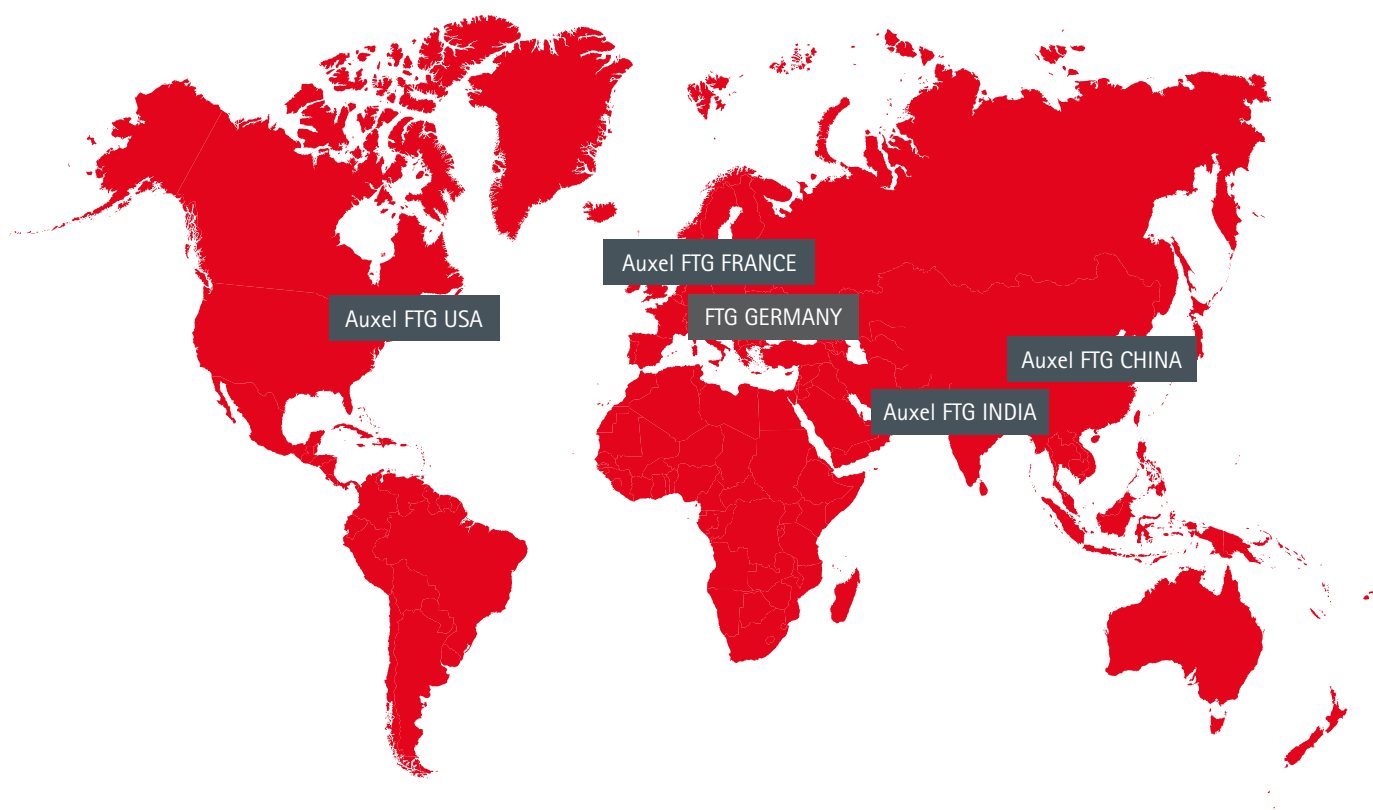 Auxel FTG FRANCE
Auxel FTG USA
FTG GERMANY
Auxel FTG CHINA
Auxel FTG INDIA